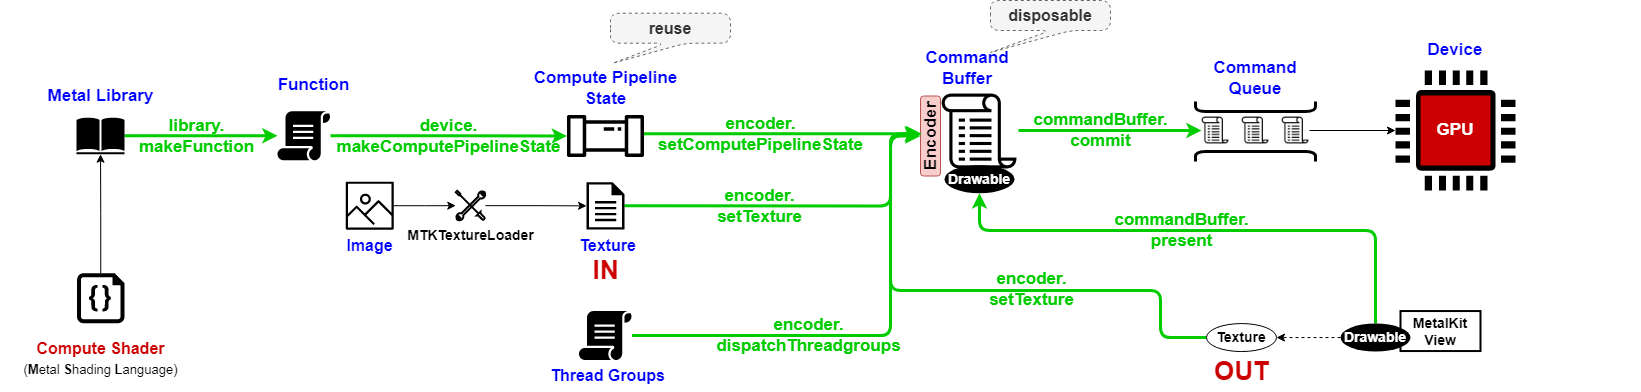 reuse
disposable
Metal Library
Function
Compute Pipeline
State
Command
Buffer
Command
Queue
Device
library.
makeFunction
device.
makeComputePipelineState
encoder.
setComputePipelineState
Encoder
Drawable
commandBuffer.
commit
GPU
Image
MTKTextureLoader
Texture
IN
encoder.
setTexture
commandBuffer.
present
encoder.
setTexture
Compute Shader
(Metal Shading Language)
Thread Groups
encoder.
dispatchThreadgroups
Texture
OUT
Drawable
MetalKit
View